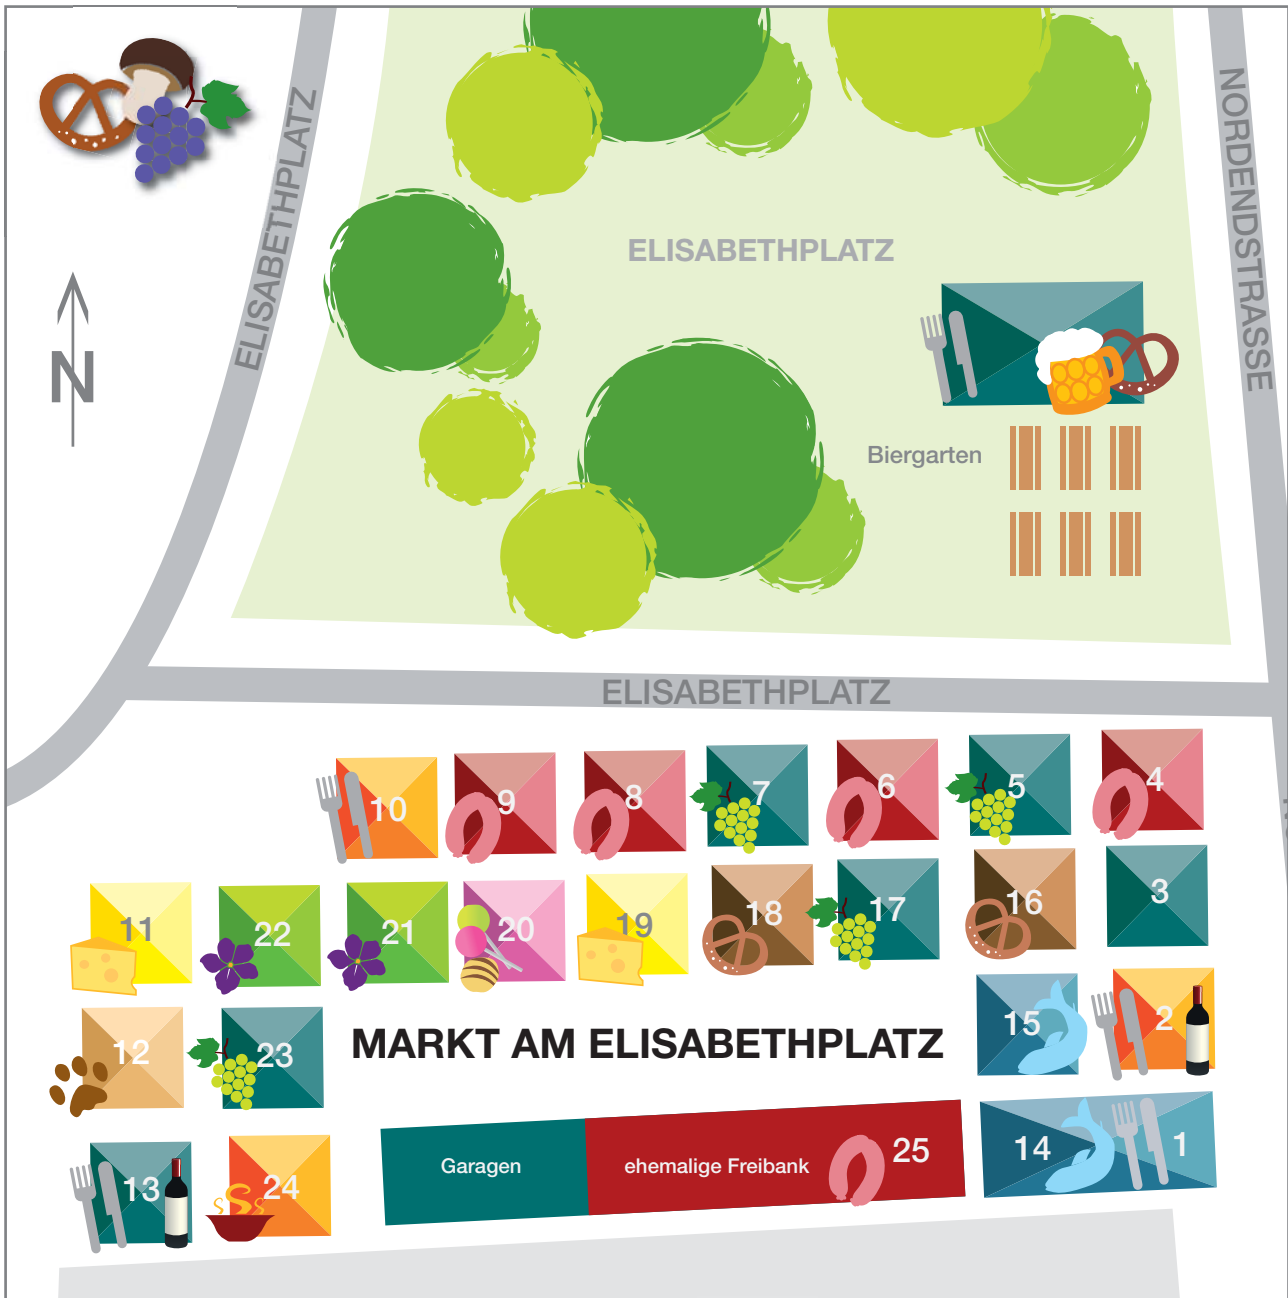 ELISABETHPLATZ
NORDENDSTRASSE
ELISABETHPLATZ
N
Biergarten
ELISABETHPLATZ
10
9
8
7
6
5
4
11
22
21
20
19
18
17
16
3
12
23
MARKT AM ELISABETHPLATZ
15
2
13
24
Garagen
ehemalige Freibank
25
14
1